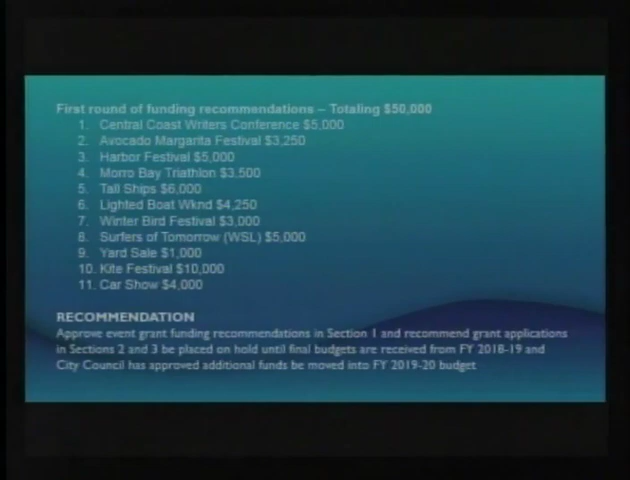 First round of funding recommendations – Totaling $50,000
1. Central Coast Writers Conference $5,000
2. Avocado Margarita Festival $3,250
3. Harbor Festival $5,000
4. Morro Bay Triathlon $3,500
5. Tall Ships $6,000
6. Lighted Boat Wknd $4,250
7. Winter Bird Festival $3,000
8. Surfers of Tomorrow (WSL) $5,000
9. Yard Sale $1,000
10. Kite Festival $10,000
11. Car Show $4,000
RECOMMENDATION
Approve event grant funding recommendations in Section 1 and recommend grant applications
in Sections 2 and 3 be placed on hold until final budgets are received from FY 2018-19 and
City Council has approved additional funds be moved into FY 2019-20 budget